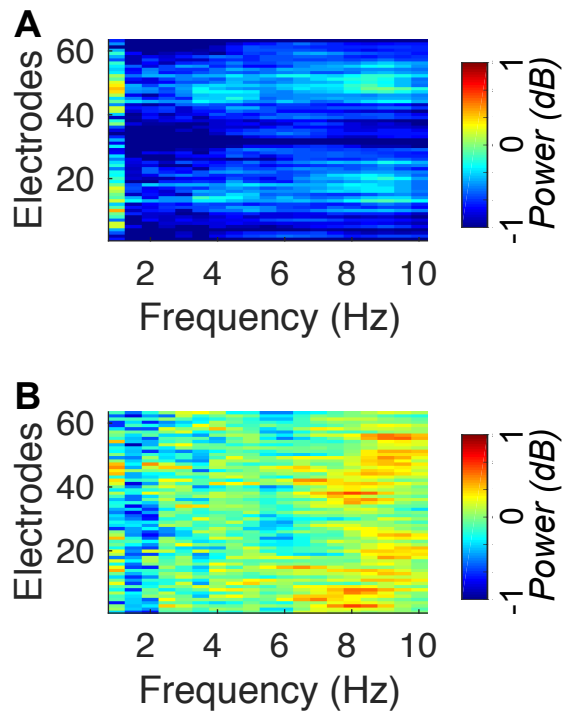 A
60
40
20
Electrodes
2 4 6 8 10
Frequency (Hz)
1
0
-1
Power (dB)
B
60
40
20
Electrodes
2 4 6 8 10
Frequency (Hz)
1
0
-1
Power (dB)